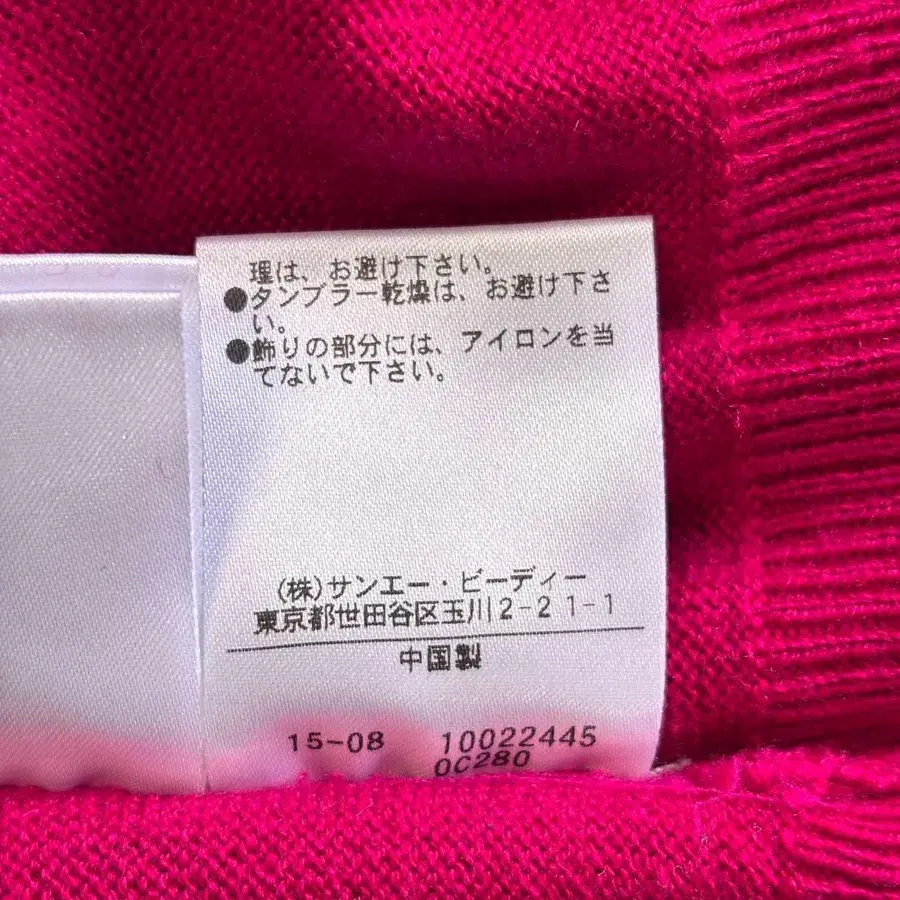 理は、お避け下さい。
●タンブラー乾燥は、お避け下さ
い。
●飾りの部分には、アイロンを当
てないで下さい。
(株)サンエー・ビーディー
東京都世田谷区玉川2-21-1
中国製
15-08 10022445
0C280